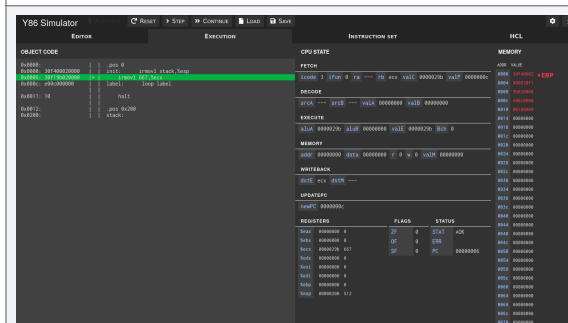 Y86 Simulator
RESET STEP CONTINUE LOAD SAVE
EDITOR EXECUTION INSTRUCTION SET HCL
OBJECT CODE
0x0000: | | .pos 0
0x0000: 30f400020000 | | init: irmovl stack,%esp
0x0006: 30f19b020000 |>| irmovl 667,%ecx
0x000c: e00c000000 | | label: loop label
0x0011: 10 | | halt
0x0012: | | .pos 0x200
0x0200: | | stack:
CPU STATE
FETCH
icode 3 ifun 0 ra --- rb ecx valC 0000029b valP 0000000c
DECODE
srcA --- srcB --- valA 00000000 valB 00000000
EXECUTE
aluA 0000029b aluB 00000000 valE 0000029b Bch 0
MEMORY
addr 00000000 data 00000000 r 0 w 0 valM 00000000
WRITEBACK
dstE ecx dstM ---
UPDATEPC
newPC 0000000c
REGISTERS FLAGS STATUS
%eax 00000000 0 ZF 0 STAT AOK
%ebx 00000000 0 OF 0 ERR
%ecx 0000029b 667 SF 0 PC 00000006
%edx 00000000 0
%esi 00000000 0
%edi 00000000 0
%ebp 00000000 0
%esp 00000200 512
MEMORY
ADDR VALUE
0000 EBP
0004
0008
000c
0010
0014 00000000
0018 00000000
001c 00000000
0020 00000000
0024 00000000
0028 00000000
002c 00000000
0030 00000000
0034 00000000
0038 00000000
003c 00000000
0040 00000000
0044 00000000
0048 00000000
004c 00000000
0050 00000000
0054 00000000
0058 00000000
005c 00000000
0060 00000000
0064 00000000
0068 00000000
006c 00000000
0070 00000000